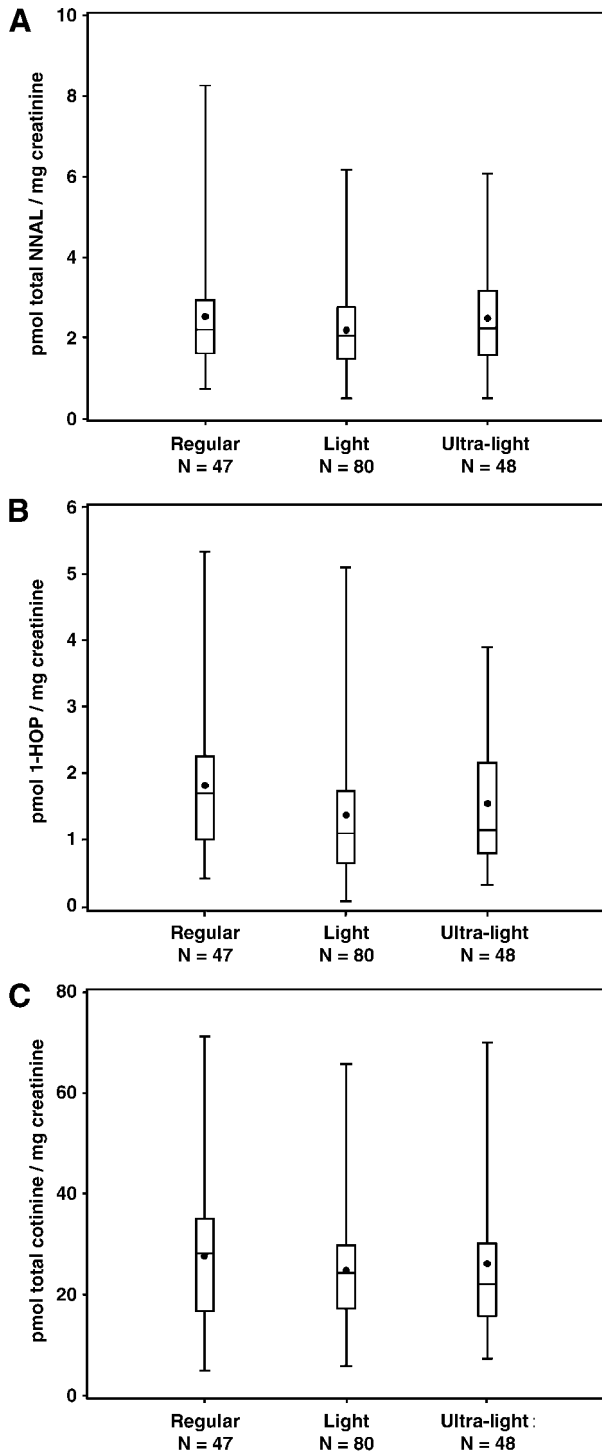 A
pmol total NNAL / mg creatinine
10
8
6
4
2
0
Regular Light Ultra-light
N = 47 N = 80 N = 48
B
pmol 1-HOP / mg creatinine
6
5
4
3
2
1
0
Regular Light Ultra-light
N = 47 N = 80 N = 48
C
pmol total cotinine / mg creatinine
80
60
40
20
0
Regular Light Ultra-light :
N = 47 N = 80 N = 48